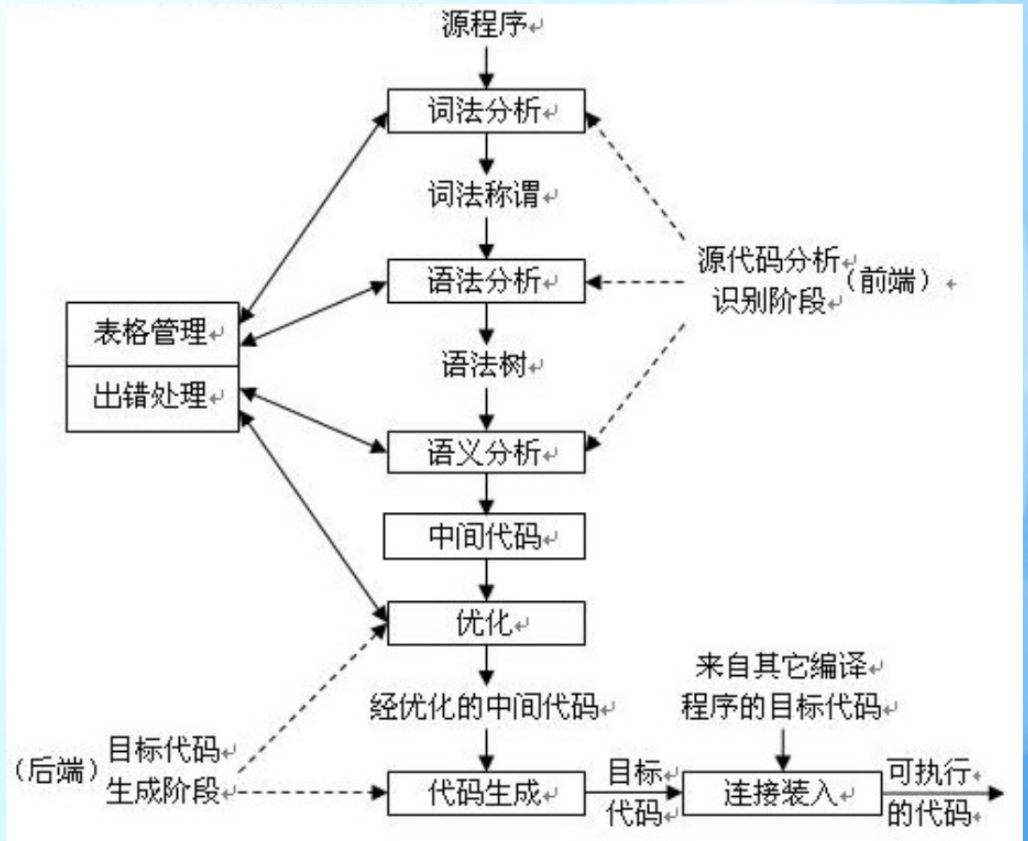 源程序↵
词法分析↵
词法称谓↵
源代码分析↵
识别阶段↵
（前端）↵
语法分析↵
表格管理↵
语法树↵
出错处理↵
语义分析↵
中间代码↵
优化↵
来自其它编译↵
程序的目标代码↵
经优化的中间代码↵
（后端）
目标代码↵
生成阶段↵
代码生成↵
目标↵
代码↵
连接装入↵
可执行↵
的代码↵